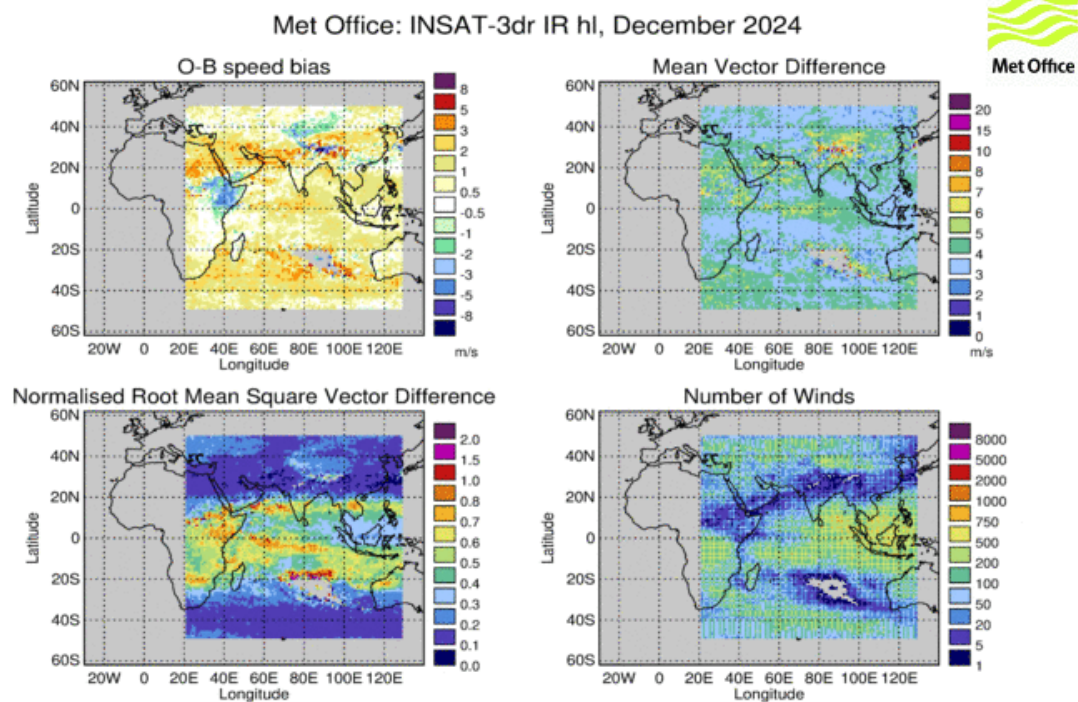 Met Office: INSAT-3dr IR hl, December 2024
Met Office
O-B speed bias
60N
40N
20N
0
20S
40S
60S
Latitude
20W 0 20E 40E 60E 80E 100E 120E
Longitude
8
5
3
2
1
0.5
-0.5
-1
-2
-3
-5
-8
m/s
Mean Vector Difference
60N
40N
20N
0
20S
40S
60S
Latitude
20W 0 20E 40E 60E 80E 100E 120E
Longitude
20
15
10
8
7
6
5
4
3
2
1
0
m/s
Normalised Root Mean Square Vector Difference
60N
40N
20N
0
20S
40S
60S
Latitude
20W 0 20E 40E 60E 80E 100E 120E
Longitude
2.0
1.5
1.0
0.8
0.7
0.6
0.5
0.4
0.3
0.2
0.1
0.0
Number of Winds
60N
40N
20N
0
20S
40S
60S
Latitude
20W 0 20E 40E 60E 80E 100E 120E
Longitude
8000
5000
2000
1000
750
500
200
100
50
20
5
1